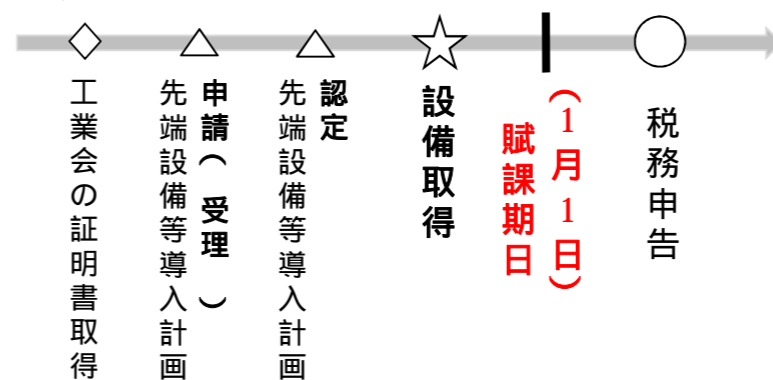 工業会の証明書取得
先端設備等導入計画
申請(受理)
先端設備等導入計画
認定
設備取得
賦課期日
(1月1日)
税務申告